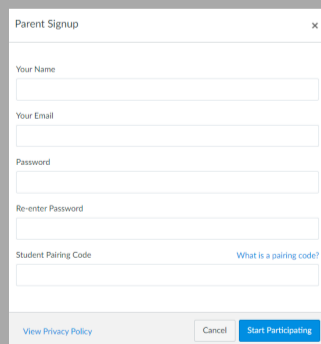 Parent Signup ×
Your Name
Your Email
Password
Re-enter Password
Student Pairing Code What is a pairing code?
View Privacy Policy Cancel Start Participating